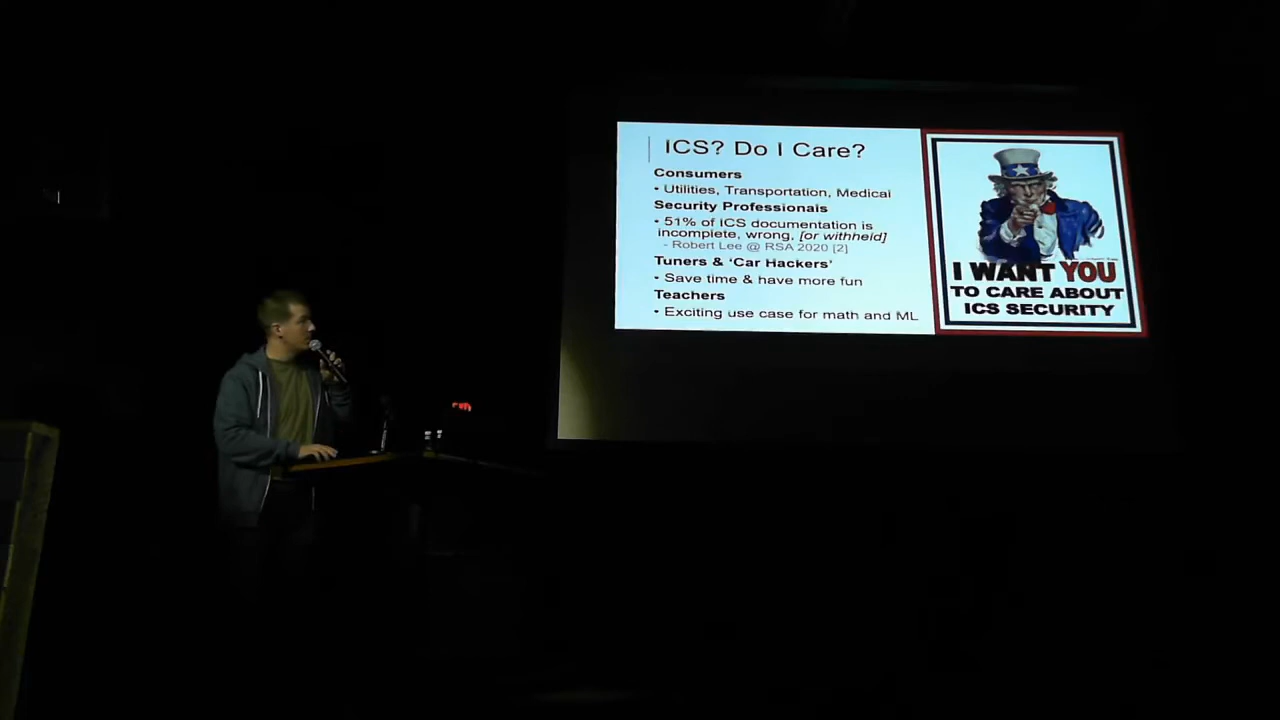 ICS? Do I Care?
Consumers
• Utilities, Transportation, Medical
Security Professionals
• 51% of ICS documentation is
incomplete, wrong, [or withheld]
- Robert Lee @ RSA 2020 [2]
Tuners & ‘Car Hackers’
• Save time & have more fun
Teachers
• Exciting use case for math and ML
I WANT YOU
TO CARE ABOUT
ICS SECURITY